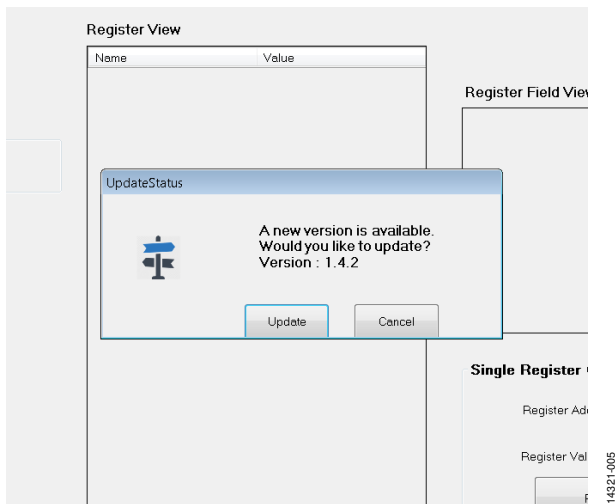 Register View
Name Value
Register Field View
UpdateStatus
A new version is available.
Would you like to update?
Version : 1.4.2
Update Cancel
Single Register
Register Add
Register Val
14321-005